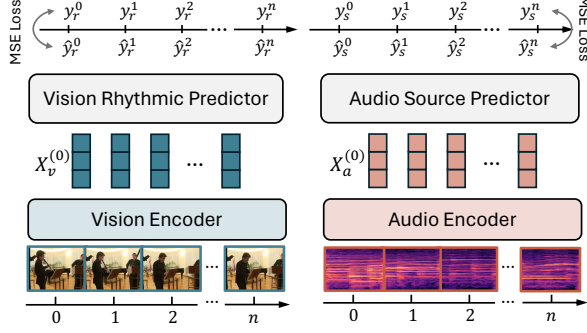 MSE Loss
y_r^0 y_r^1 y_r^2 ... y_r^n
ŷ_r^0 ŷ_r^1 ŷ_r^2 ŷ_r^n
y_s^0 y_s^1 y_s^2 ... y_s^n
ŷ_s^0 ŷ_s^1 ŷ_s^2 ŷ_s^n
MSE Loss
Vision Rhythmic Predictor
Audio Source Predictor
X_v^(0) ...
X_a^(0) ...
Vision Encoder
Audio Encoder
...
...
0 1 2 ... n
0 1 2 ... n